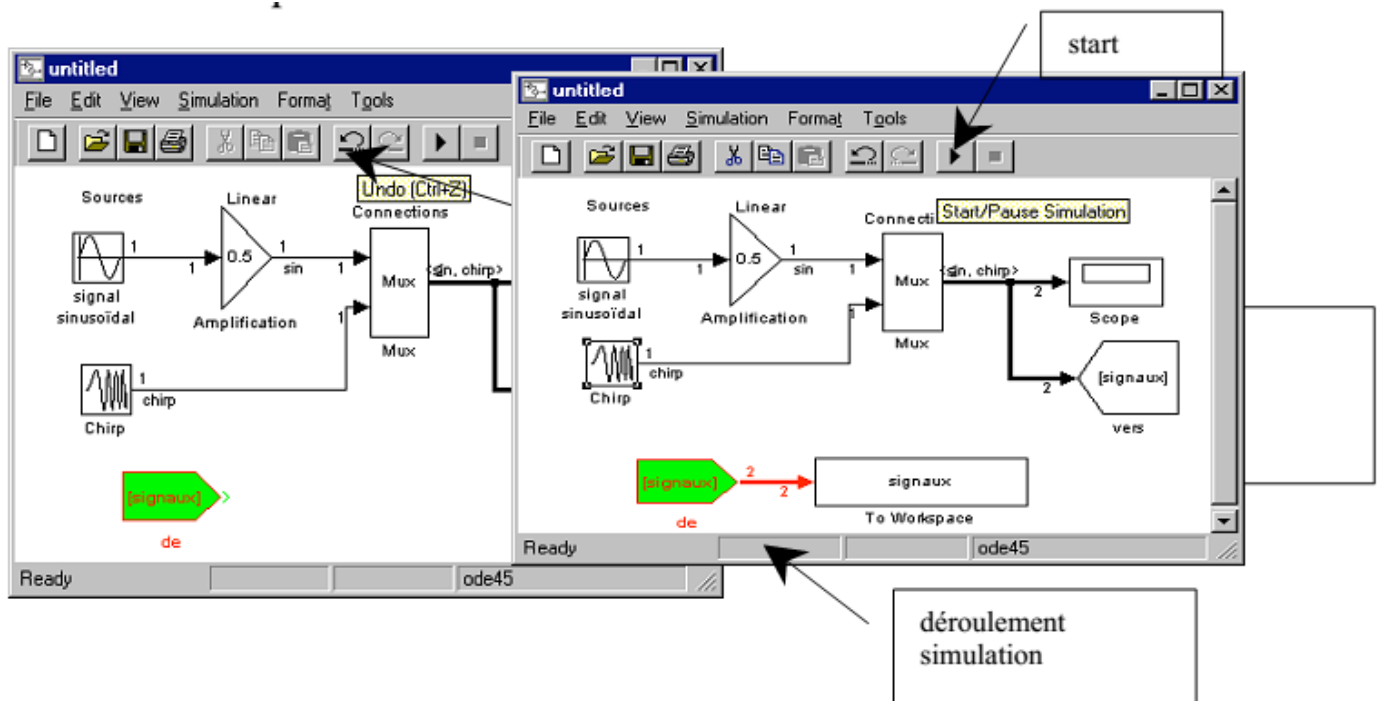 start
untitled
File Edit View Simulation Format Tools
Undo (Ctrl+Z)
Sources
Linear
Connections
1
1
0.5
1
sin
1
Mux
<sin, chirp>
signal
sinusoïdal
Amplification
1
Mux
1
chirp
Chirp
[signaux]
de
Ready
ode45
untitled
File Edit View Simulation Format Tools
Start/Pause Simulation
Sources
Linear
Connecti
1
1
0.5
1
sin
1
Mux
<sin, chirp>
2
Scope
signal
sinusoïdal
Amplification
1
Mux
1
chirp
Chirp
2
[signaux]
vers
[signaux]
2
2
signaux
de
To Workspace
Ready
ode45
déroulement
simulation